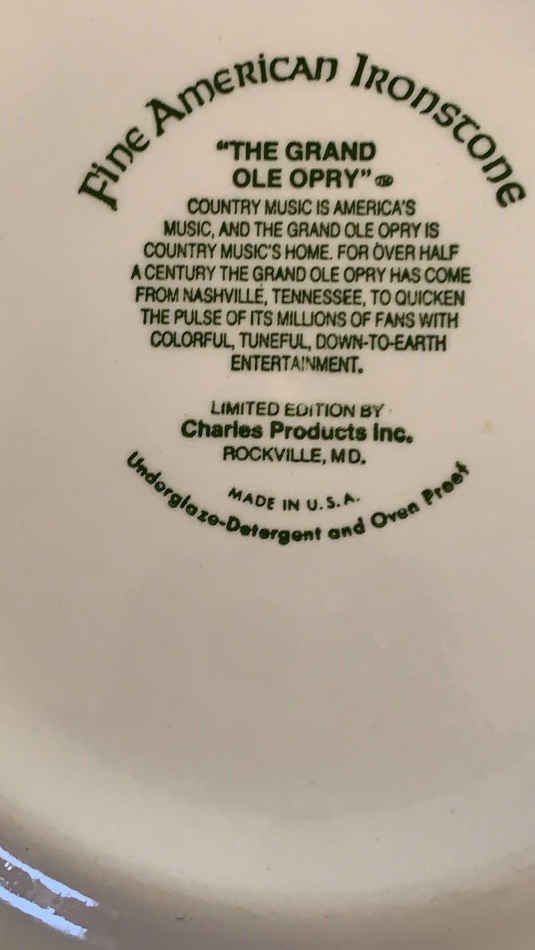 Fine American Ironstone
"THE GRAND
OLE OPRY"
COUNTRY MUSIC IS AMERICA'S
MUSIC, AND THE GRAND OLE OPRY IS
COUNTRY MUSIC'S HOME. FOR OVER HALF
A CENTURY THE GRAND OLE OPRY HAS COME
FROM NASHVILLE, TENNESSEE, TO QUICKEN
THE PULSE OF ITS MILLIONS OF FANS WITH
COLORFUL, TUNEFUL, DOWN-TO-EARTH
ENTERTAINMENT.
LIMITED EDITION BY
Charles Products Inc.
ROCKVILLE, MD.
MADE IN U.S.A.
Underglaze-Detergent and Oven Proof